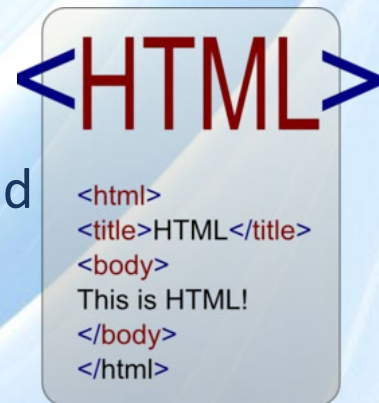 <HTML>
d
<html>
<title>HTML</title>
<body>
This is HTML!
</body>
</html>